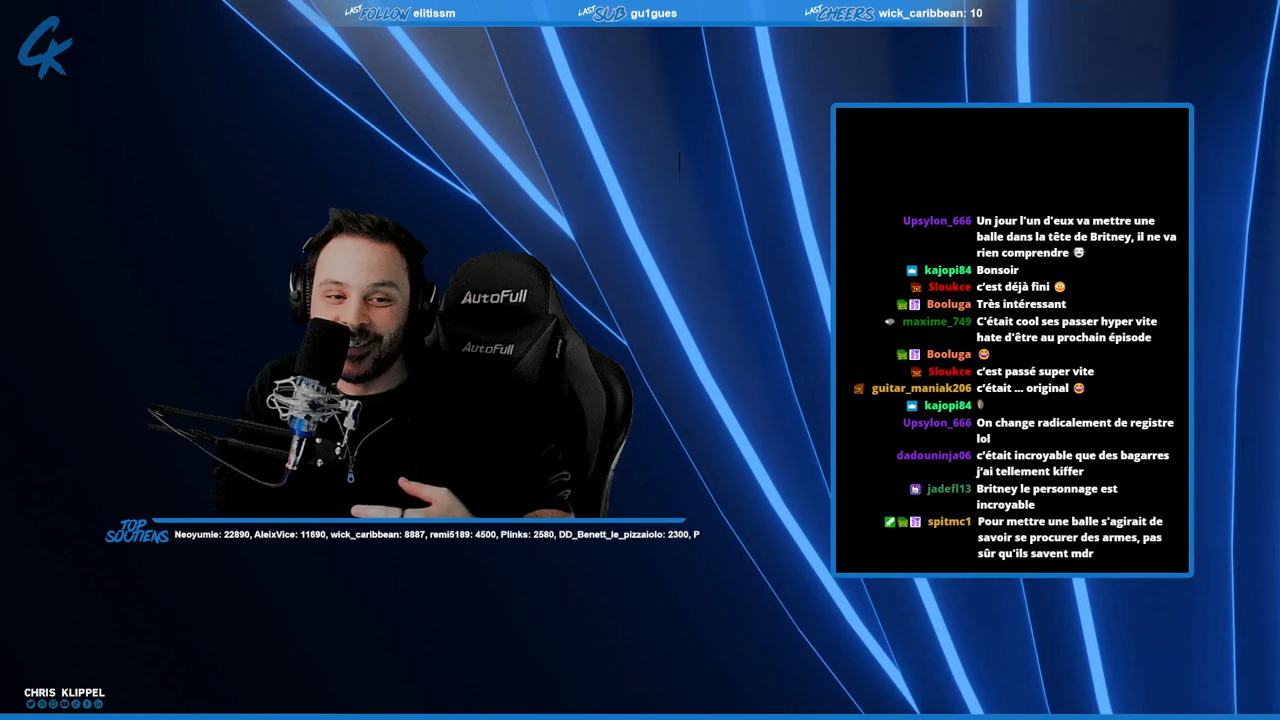 LAST FOLLOW elitissm
LAST SUB gu1gues
LAST CHEERS wick_caribbean: 10
CK
Upsylon_666 Un jour l'un d'eux va mettre une
balle dans la tête de Britney, il ne va
rien comprendre
kajopi84 Bonsoir
Sloukce c'est déjà fini
Booluga Très intéressant
maxime_749 C'était cool ses passer hyper vite
hate d'être au prochain épisode
Booluga
Sloukce c'est passé super vite
guitar_maniak206 c'était ... original
kajopi84
Upsylon_666 On change radicalement de registre
lol
dadouninja06 c'était incroyable que des bagarres
j'ai tellement kiffer
jadefl13 Britney le personnage est
incroyable
spitmc1 Pour mettre une balle s'agirait de
savoir se procurer des armes, pas
sûr qu'ils savent mdr
AutoFull
AutoFull
TOP
SOUTIENS
Neoyumie: 22890, AleixVice: 11690, wick_caribbean: 8887, remi5189: 4500, Plinks: 2580, DD_Benett_le_pizzaiolo: 2300, P
CHRIS KLIPPEL